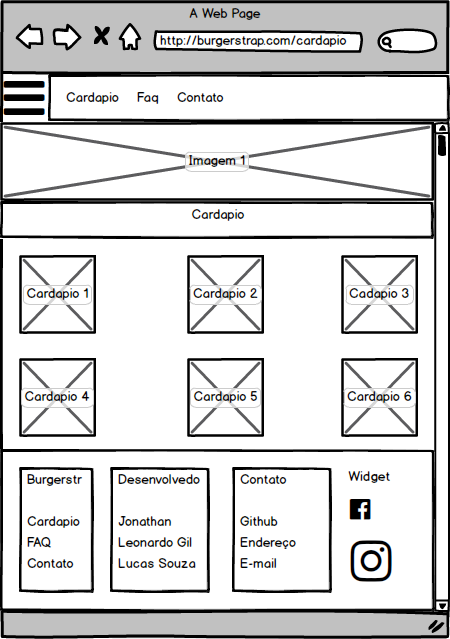 A Web Page
http://burgerstrap.com/cardapio
Cardapio Faq Contato
Imagem 1
Cardapio
Cardapio 1 Cardapio 2 Cadapio 3
Cardapio 4 Cardapio 5 Cardapio 6
Burgerstr
Cardapio
FAQ
Contato
Desenvolvedo
Jonathan
Leonardo Gil
Lucas Souza
Contato
Github
Endereço
E-mail
Widget